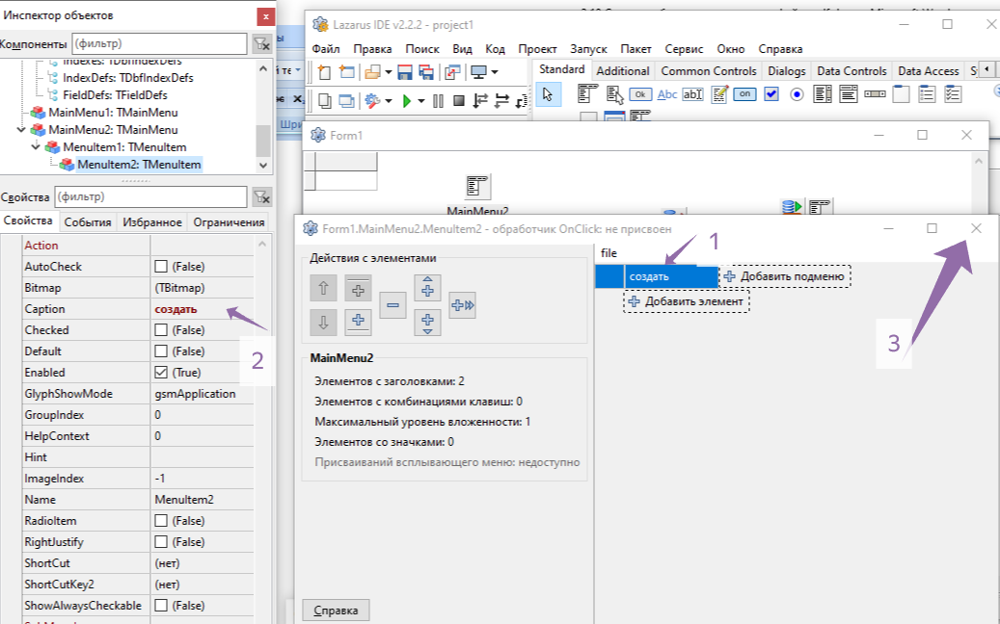 Инспектор объектов
Компоненты (фильтр)
IndexDefs: TDbfIndexDefs
FieldDefs: TFieldDefs
MainMenu1: TMainMenu
MainMenu2: TMainMenu
MenuItem1: TMenuItem
MenuItem2: TMenuItem
Свойства (фильтр)
Свойства События Избранное Ограничения
Action
AutoCheck (False)
Bitmap (TBitmap)
Caption создать
Checked (False)
Default (False)
Enabled (True)
GlyphShowMode gsmApplication
GroupIndex 0
HelpContext 0
Hint
ImageIndex -1
Name MenuItem2
RadioItem (False)
RightJustify (False)
ShortCut (нет)
ShortCutKey2 (нет)
ShowAlwaysCheckable (False)
2
Lazarus IDE v2.2.2 - project1
Файл Правка Поиск Вид Код Проект Запуск Пакет Сервис Окно Справка
Standard Additional Common Controls Dialogs Data Controls Data Access S
Ok Abc abI on
Form1
MainMenu2
Form1.MainMenu2.MenuItem2 - обработчик OnClick: не присвоен
Действия с элементами
MainMenu2
Элементов с заголовками: 2
Элементов с комбинациями клавиш: 0
Максимальный уровень вложенности: 1
Элементов со значками: 0
Присваиваний всплывающего меню: недоступно
Справка
file
1
создать Добавить подменю
Добавить элемент
3